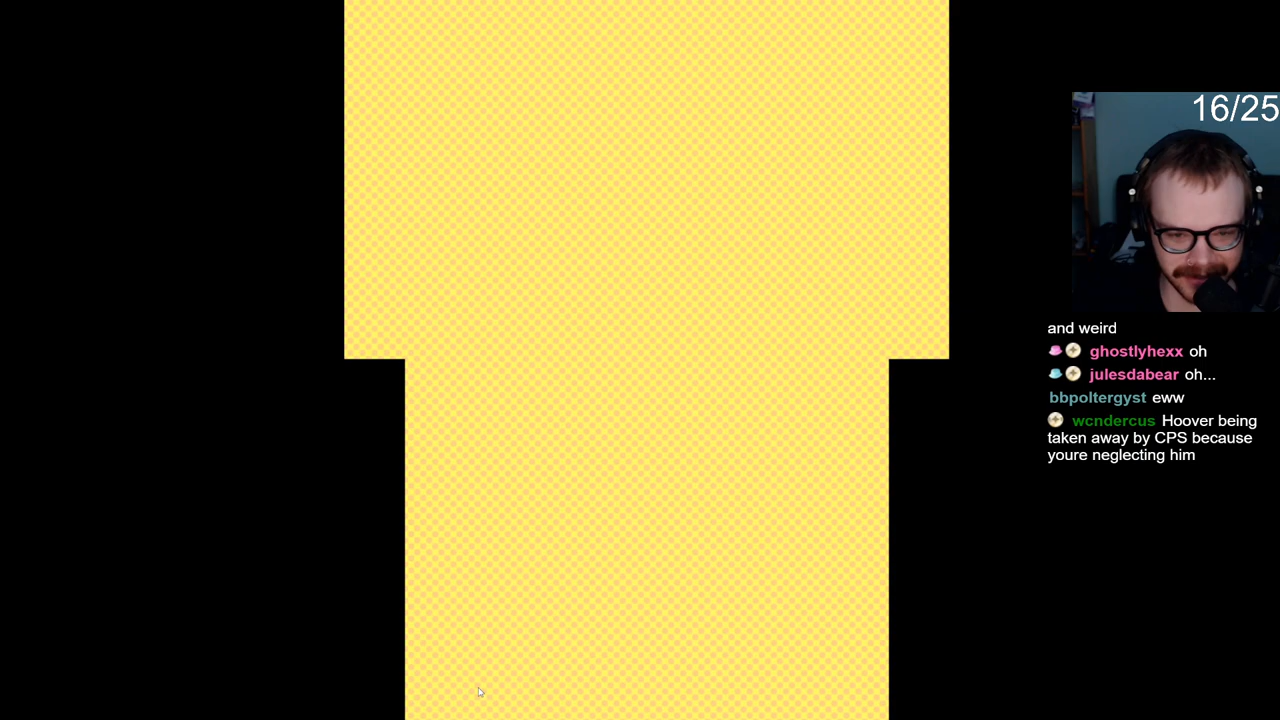 16/25
and weird
ghostlyhexx oh
julesdabear oh...
bbpoltergyst eww
wcndercus Hoover being
taken away by CPS because
youre neglecting him